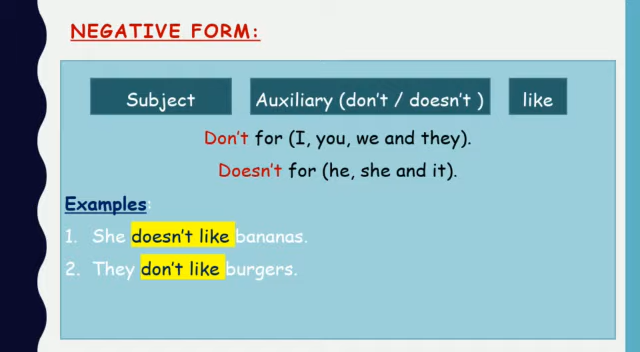 NEGATIVE FORM:
Subject Auxiliary (don't / doesn't ) like
Don't for (I, you, we and they).
Doesn't for (he, she and it).
Examples:
1. She doesn't like bananas.
2. They don't like burgers.